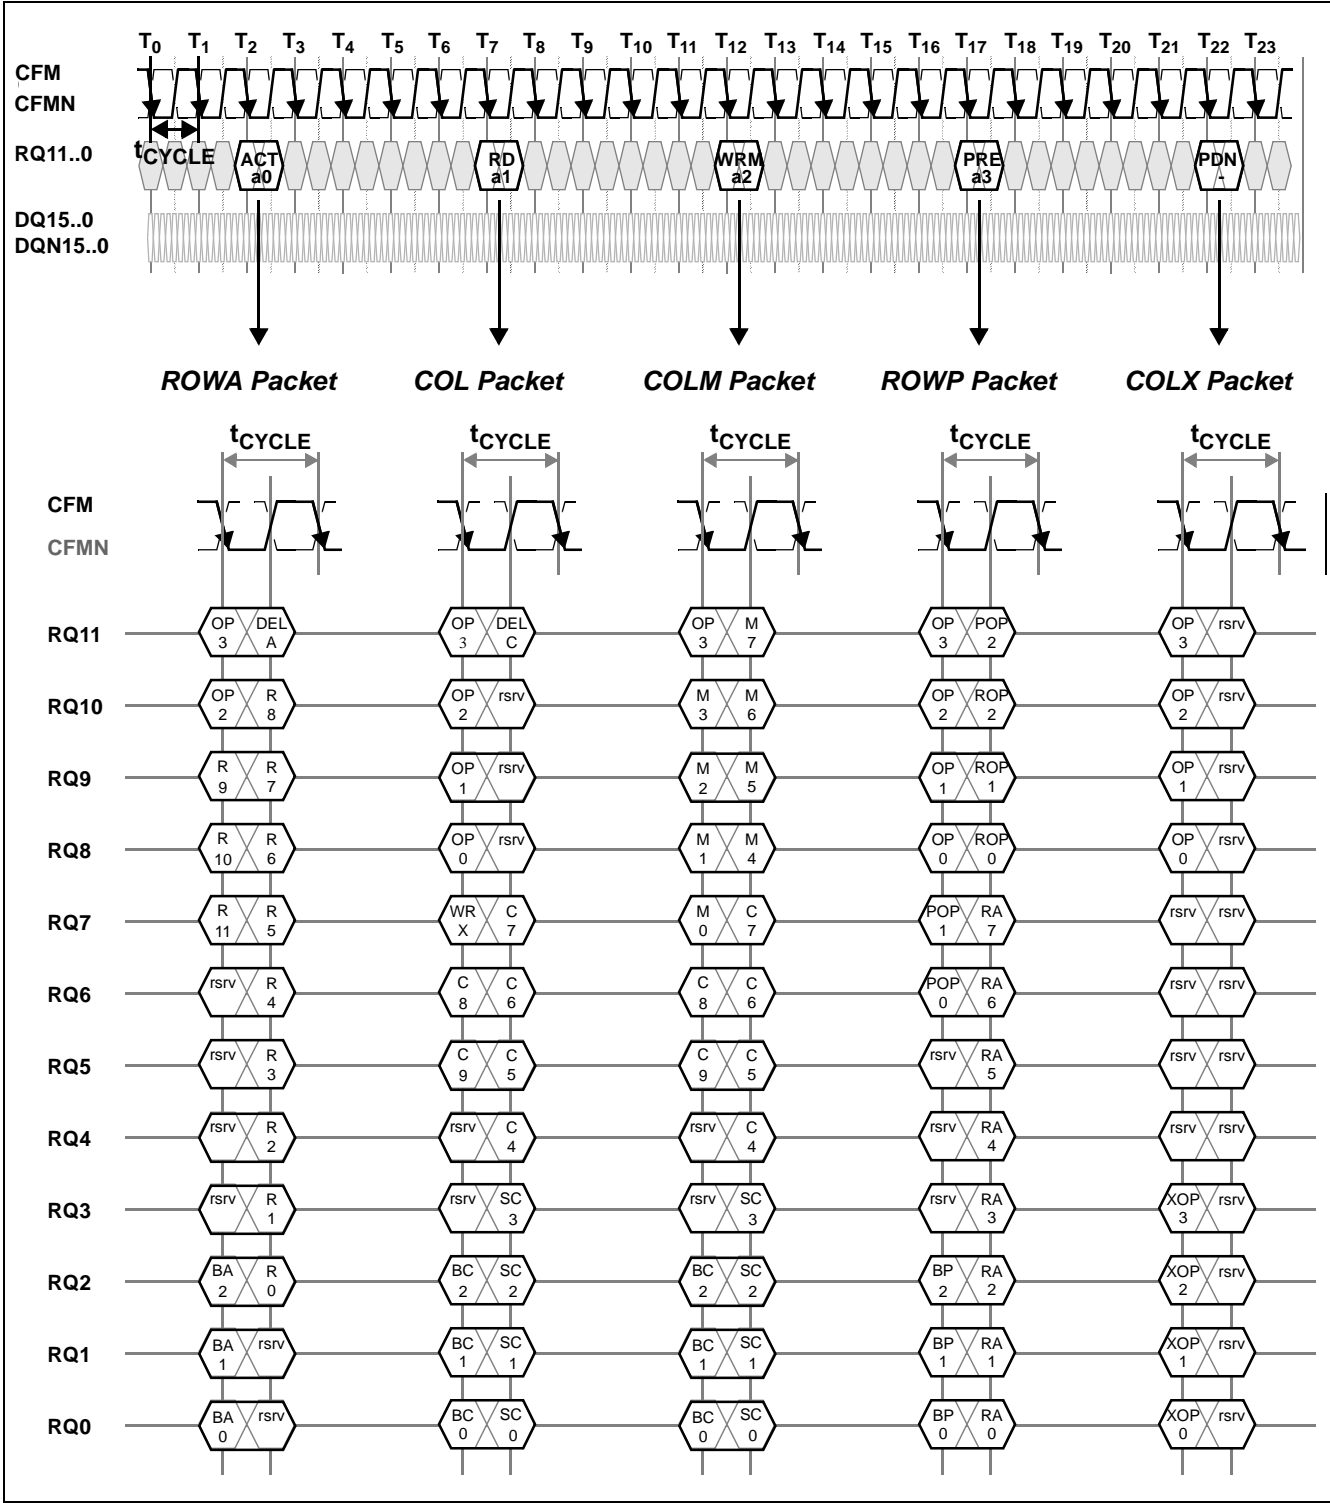 T0 T1 T2 T3 T4 T5 T6 T7 T8 T9 T10 T11 T12 T13 T14 T15 T16 T17 T18 T19 T20 T21 T22 T23
CFM
CFMN
RQ11..0
tCYCLE
ACT a0
RD a1
WRM a2
PRE a3
PDN -
DQ15..0
DQN15..0
ROWA Packet COL Packet COLM Packet ROWP Packet COLX Packet
tCYCLE tCYCLE tCYCLE tCYCLE tCYCLE
CFM
CFMN
RQ11 OP 3 DEL A OP 3 DEL C OP 3 M 7 OP 3 POP 2 OP 3 rsrv
RQ10 OP 2 R 8 OP 2 rsrv M 3 M 6 OP 2 ROP 2 OP 2 rsrv
RQ9 R 9 R 7 OP 1 rsrv M 2 M 5 OP 1 ROP 1 OP 1 rsrv
RQ8 R 10 R 6 OP 0 rsrv M 1 M 4 OP 0 ROP 0 OP 0 rsrv
RQ7 R 11 R 5 WR X C 7 M 0 C 7 POP 1 RA 7 rsrv rsrv
RQ6 rsrv R 4 C 8 C 6 C 8 C 6 POP 0 RA 6 rsrv rsrv
RQ5 rsrv R 3 C 9 C 5 C 9 C 5 rsrv RA 5 rsrv rsrv
RQ4 rsrv R 2 rsrv C 4 rsrv C 4 rsrv RA 4 rsrv rsrv
RQ3 rsrv R 1 rsrv SC 3 rsrv SC 3 rsrv RA 3 XOP 3 rsrv
RQ2 BA 2 R 0 BC 2 SC 2 BC 2 SC 2 BP 2 RA 2 XOP 2 rsrv
RQ1 BA 1 rsrv BC 1 SC 1 BC 1 SC 1 BP 1 RA 1 XOP 1 rsrv
RQ0 BA 0 rsrv BC 0 SC 0 BC 0 SC 0 BP 0 RA 0 XOP 0 rsrv